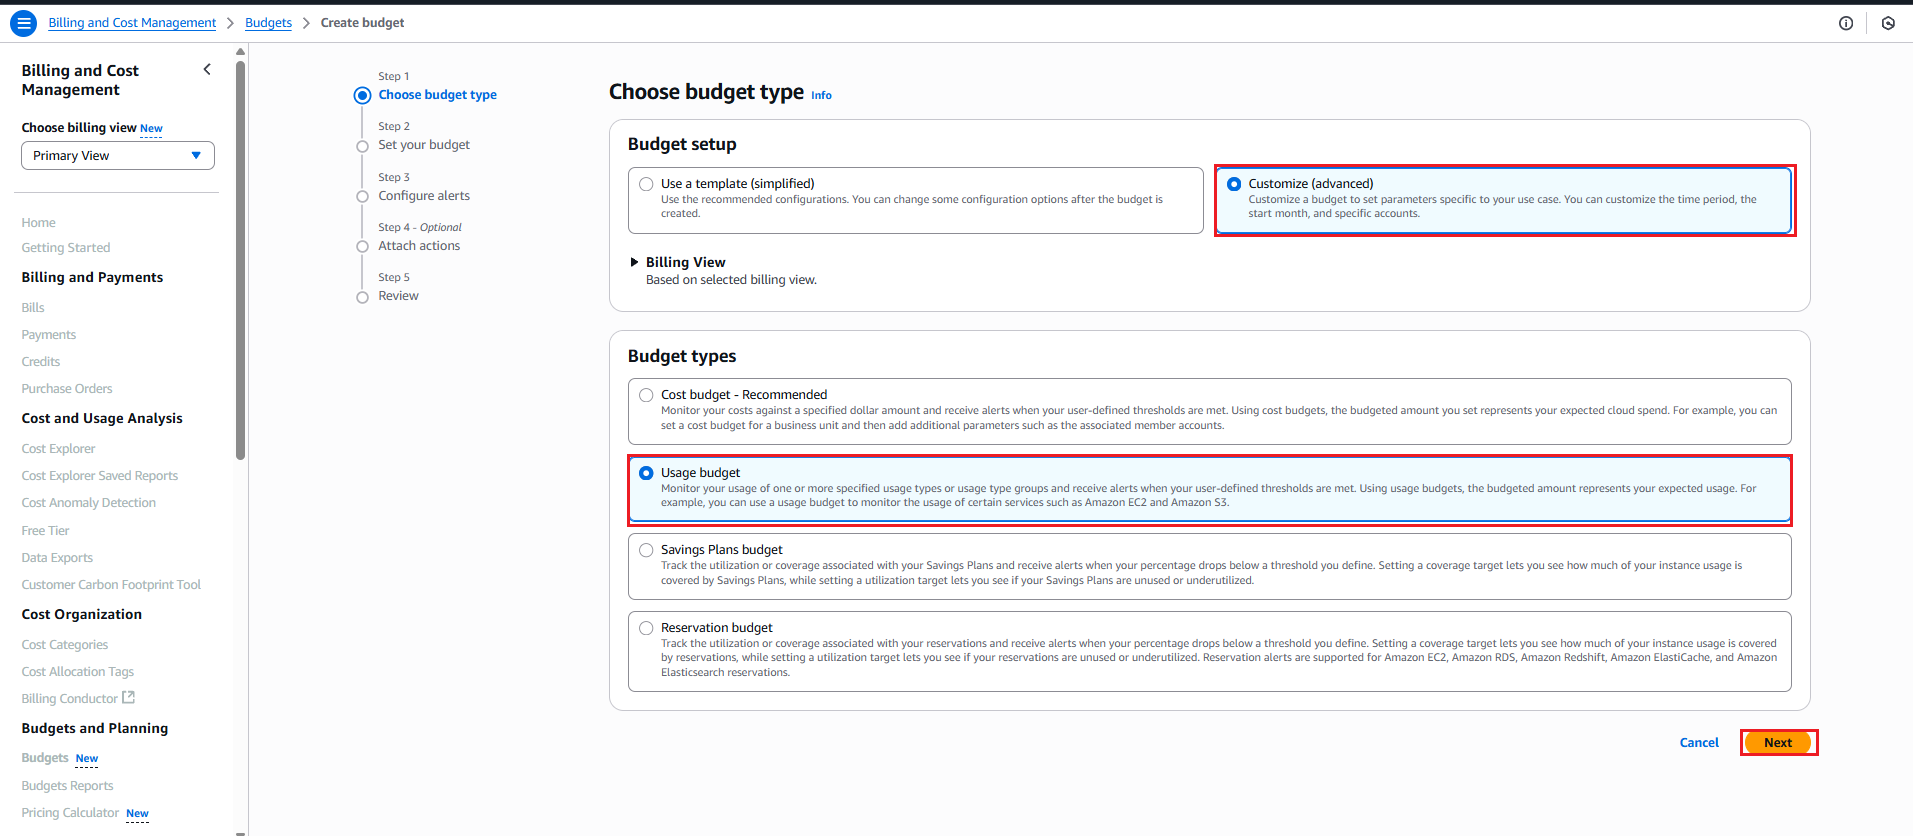 Billing and Cost Management > Budgets > Create budget
Billing and Cost Management
Choose billing view New
Primary View
Home
Getting Started
Billing and Payments
Bills
Payments
Credits
Purchase Orders
Cost and Usage Analysis
Cost Explorer
Cost Explorer Saved Reports
Cost Anomaly Detection
Free Tier
Data Exports
Customer Carbon Footprint Tool
Cost Organization
Cost Categories
Cost Allocation Tags
Billing Conductor
Budgets and Planning
Budgets New
Budgets Reports
Pricing Calculator New
Step 1
Choose budget type
Step 2
Set your budget
Step 3
Configure alerts
Step 4 - Optional
Attach actions
Step 5
Review
Choose budget type Info
Budget setup
Use a template (simplified)
Use the recommended configurations. You can change some configuration options after the budget is
created.
Customize (advanced)
Customize a budget to set parameters specific to your use case. You can customize the time period, the
start month, and specific accounts.
Billing View
Based on selected billing view.
Budget types
Cost budget - Recommended
Monitor your costs against a specified dollar amount and receive alerts when your user-defined thresholds are met. Using cost budgets, the budgeted amount you set represents your expected cloud spend. For example, you can
set a cost budget for a business unit and then add additional parameters such as the associated member accounts.
Usage budget
Monitor your usage of one or more specified usage types or usage type groups and receive alerts when your user-defined thresholds are met. Using usage budgets, the budgeted amount represents your expected usage. For
example, you can use a usage budget to monitor the usage of certain services such as Amazon EC2 and Amazon S3.
Savings Plans budget
Track the utilization or coverage associated with your Savings Plans and receive alerts when your percentage drops below a threshold you define. Setting a coverage target lets you see how much of your instance usage is
covered by Savings Plans, while setting a utilization target lets you see if your Savings Plans are unused or underutilized.
Reservation budget
Track the utilization or coverage associated with your reservations and receive alerts when your percentage drops below a threshold you define. Setting a coverage target lets you see how much of your instance usage is covered
by reservations, while setting a utilization target lets you see if your reservations are unused or underutilized. Reservation alerts are supported for Amazon EC2, Amazon RDS, Amazon Redshift, Amazon ElastiCache, and Amazon
Elasticsearch reservations.
Cancel
Next